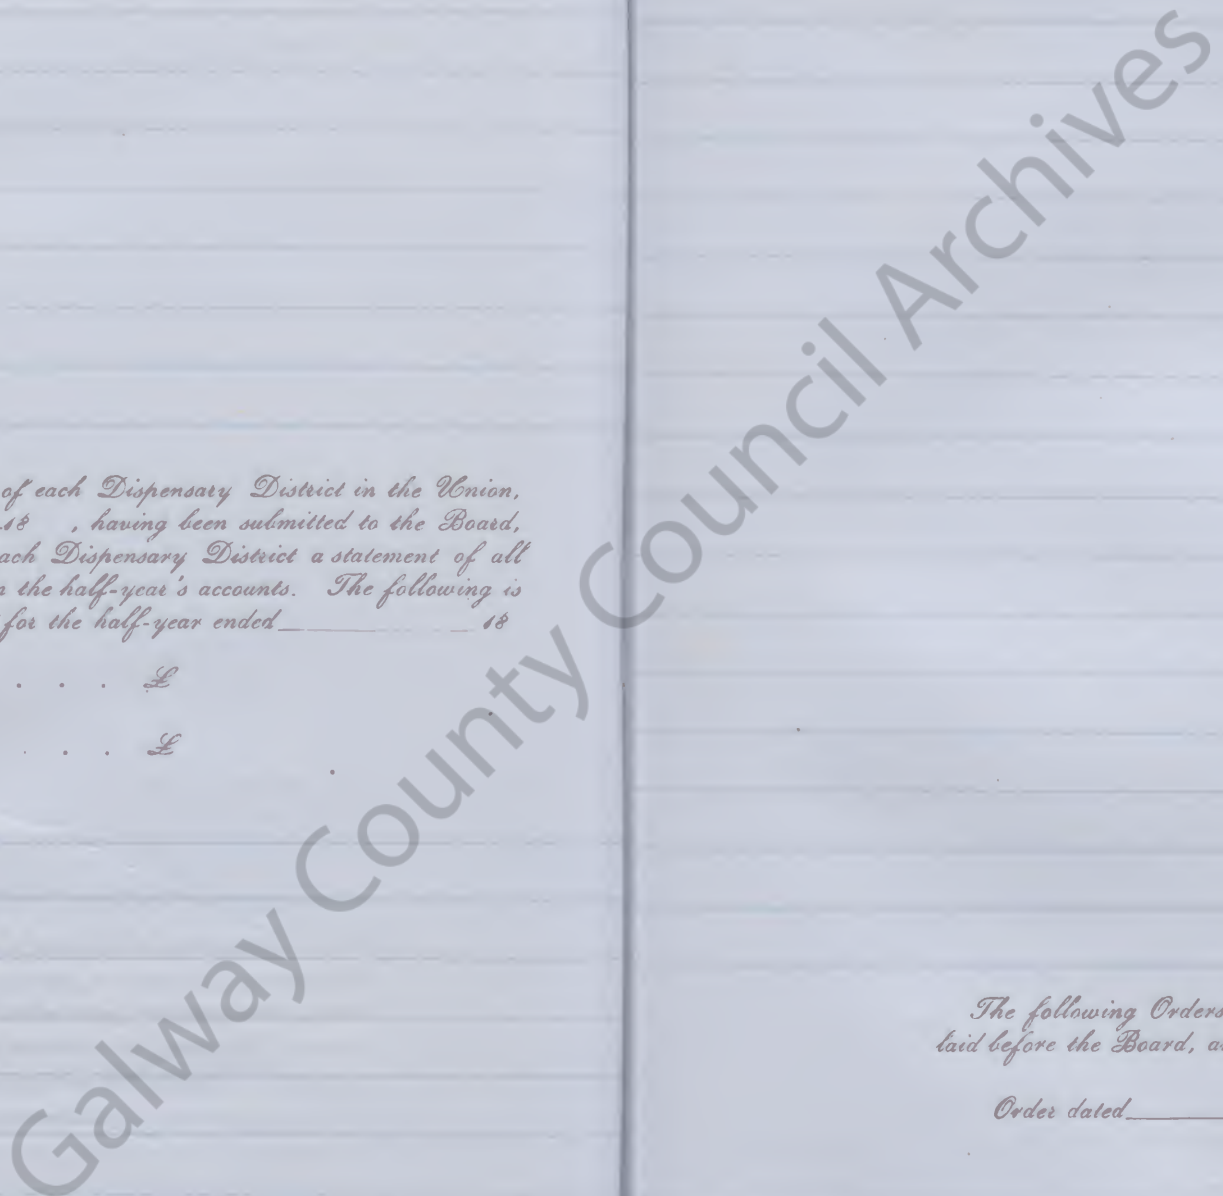 of each Dispensary District in the Union,
18 , having been submitted to the Board,
each Dispensary District a statement of all
the half-year's accounts. The following is
for the half-year ended 18
. . . £
. . . £
The following Orders
laid before the Board, a
Order dated
Galway County Council Archives